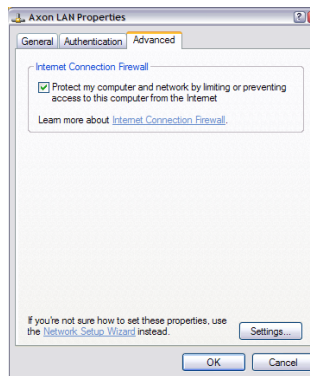 Axon LAN Properties
General Authentication Advanced
Internet Connection Firewall
Protect my computer and network by limiting or preventing
access to this computer from the Internet
Learn more about Internet Connection Firewall.
If you're not sure how to set these properties, use
the Network Setup Wizard instead.
Settings...
OK Cancel